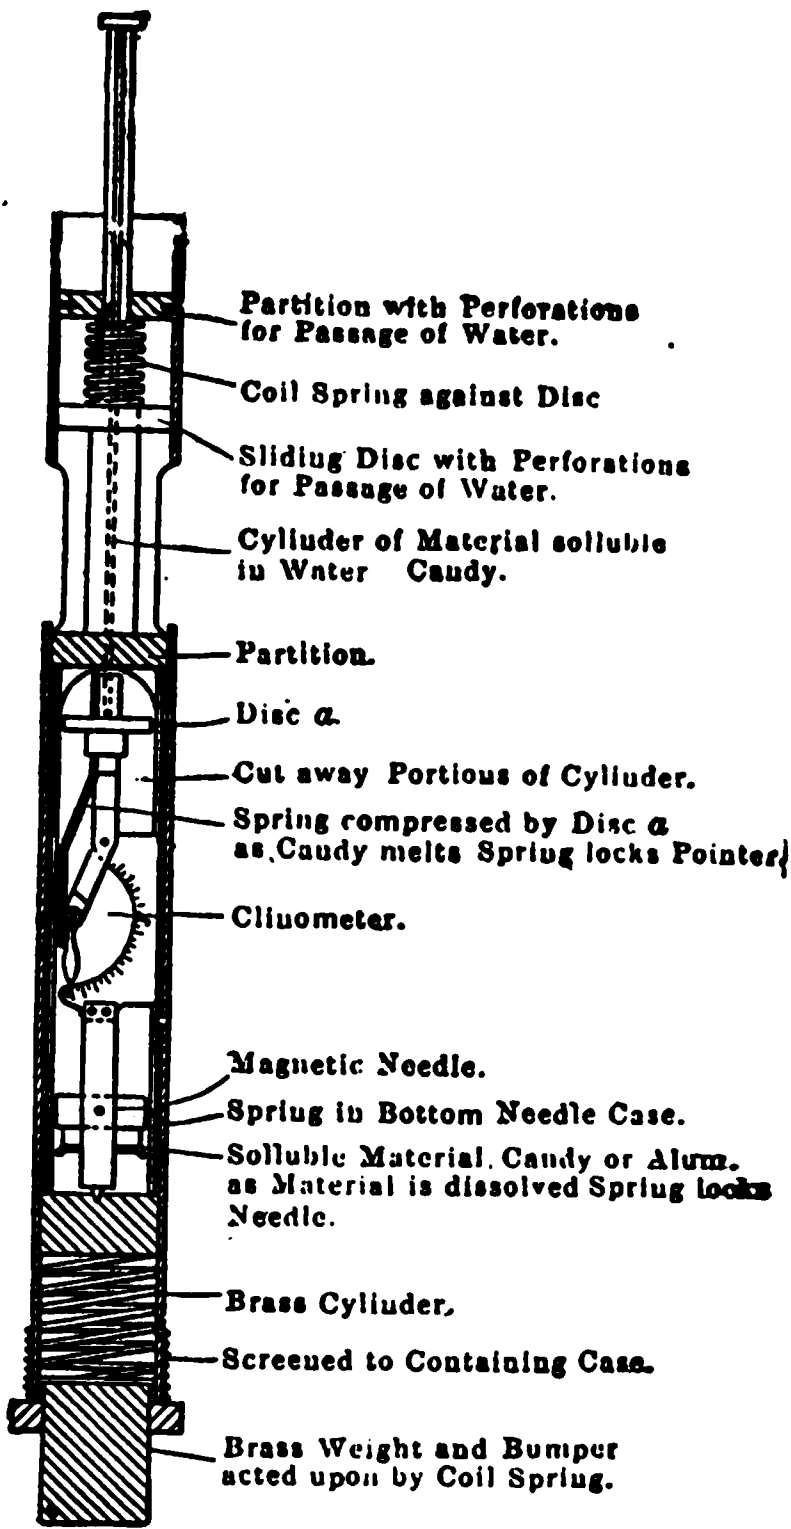 Partition with Perforations
for Passage of Water.
Coil Spring against Disc
Sliding Disc with Perforations
for Passage of Water.
Cylinder of Material solluble
in Water Candy.
Partition.
Disc a
Cut away Portions of Cylinder.
Spring compressed by Disc a
as Candy melts Spring locks Pointer
Clinometer.
Magnetic Needle.
Spring in Bottom Needle Case.
Solluble Material. Candy or Alum.
as Material is dissolved Spring locks
Needle.
Brass Cylinder,
Screened to Containing Case.
Brass Weight and Bumper
acted upon by Coil Spring.